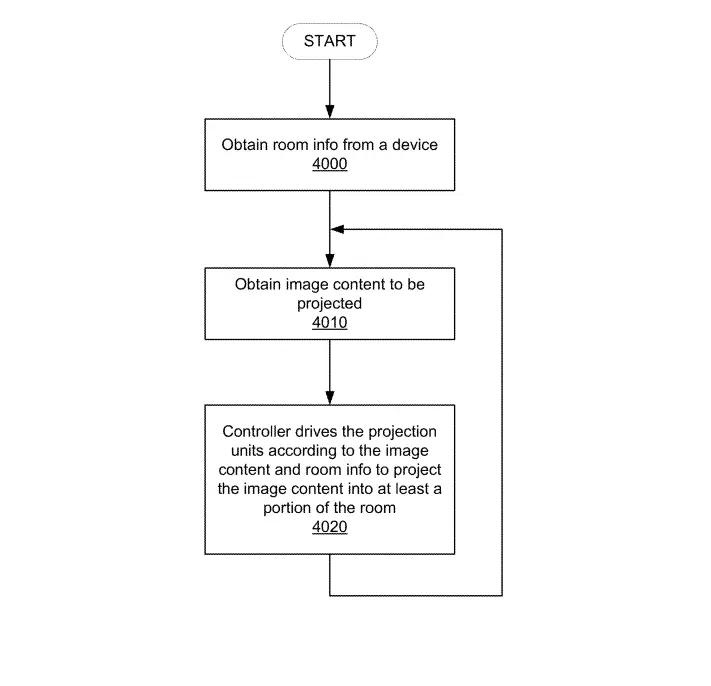 START
Obtain room info from a device
4000
Obtain image content to be
projected
4010
Controller drives the projection
units according to the image
content and room info to project
the image content into at least a
portion of the room
4020